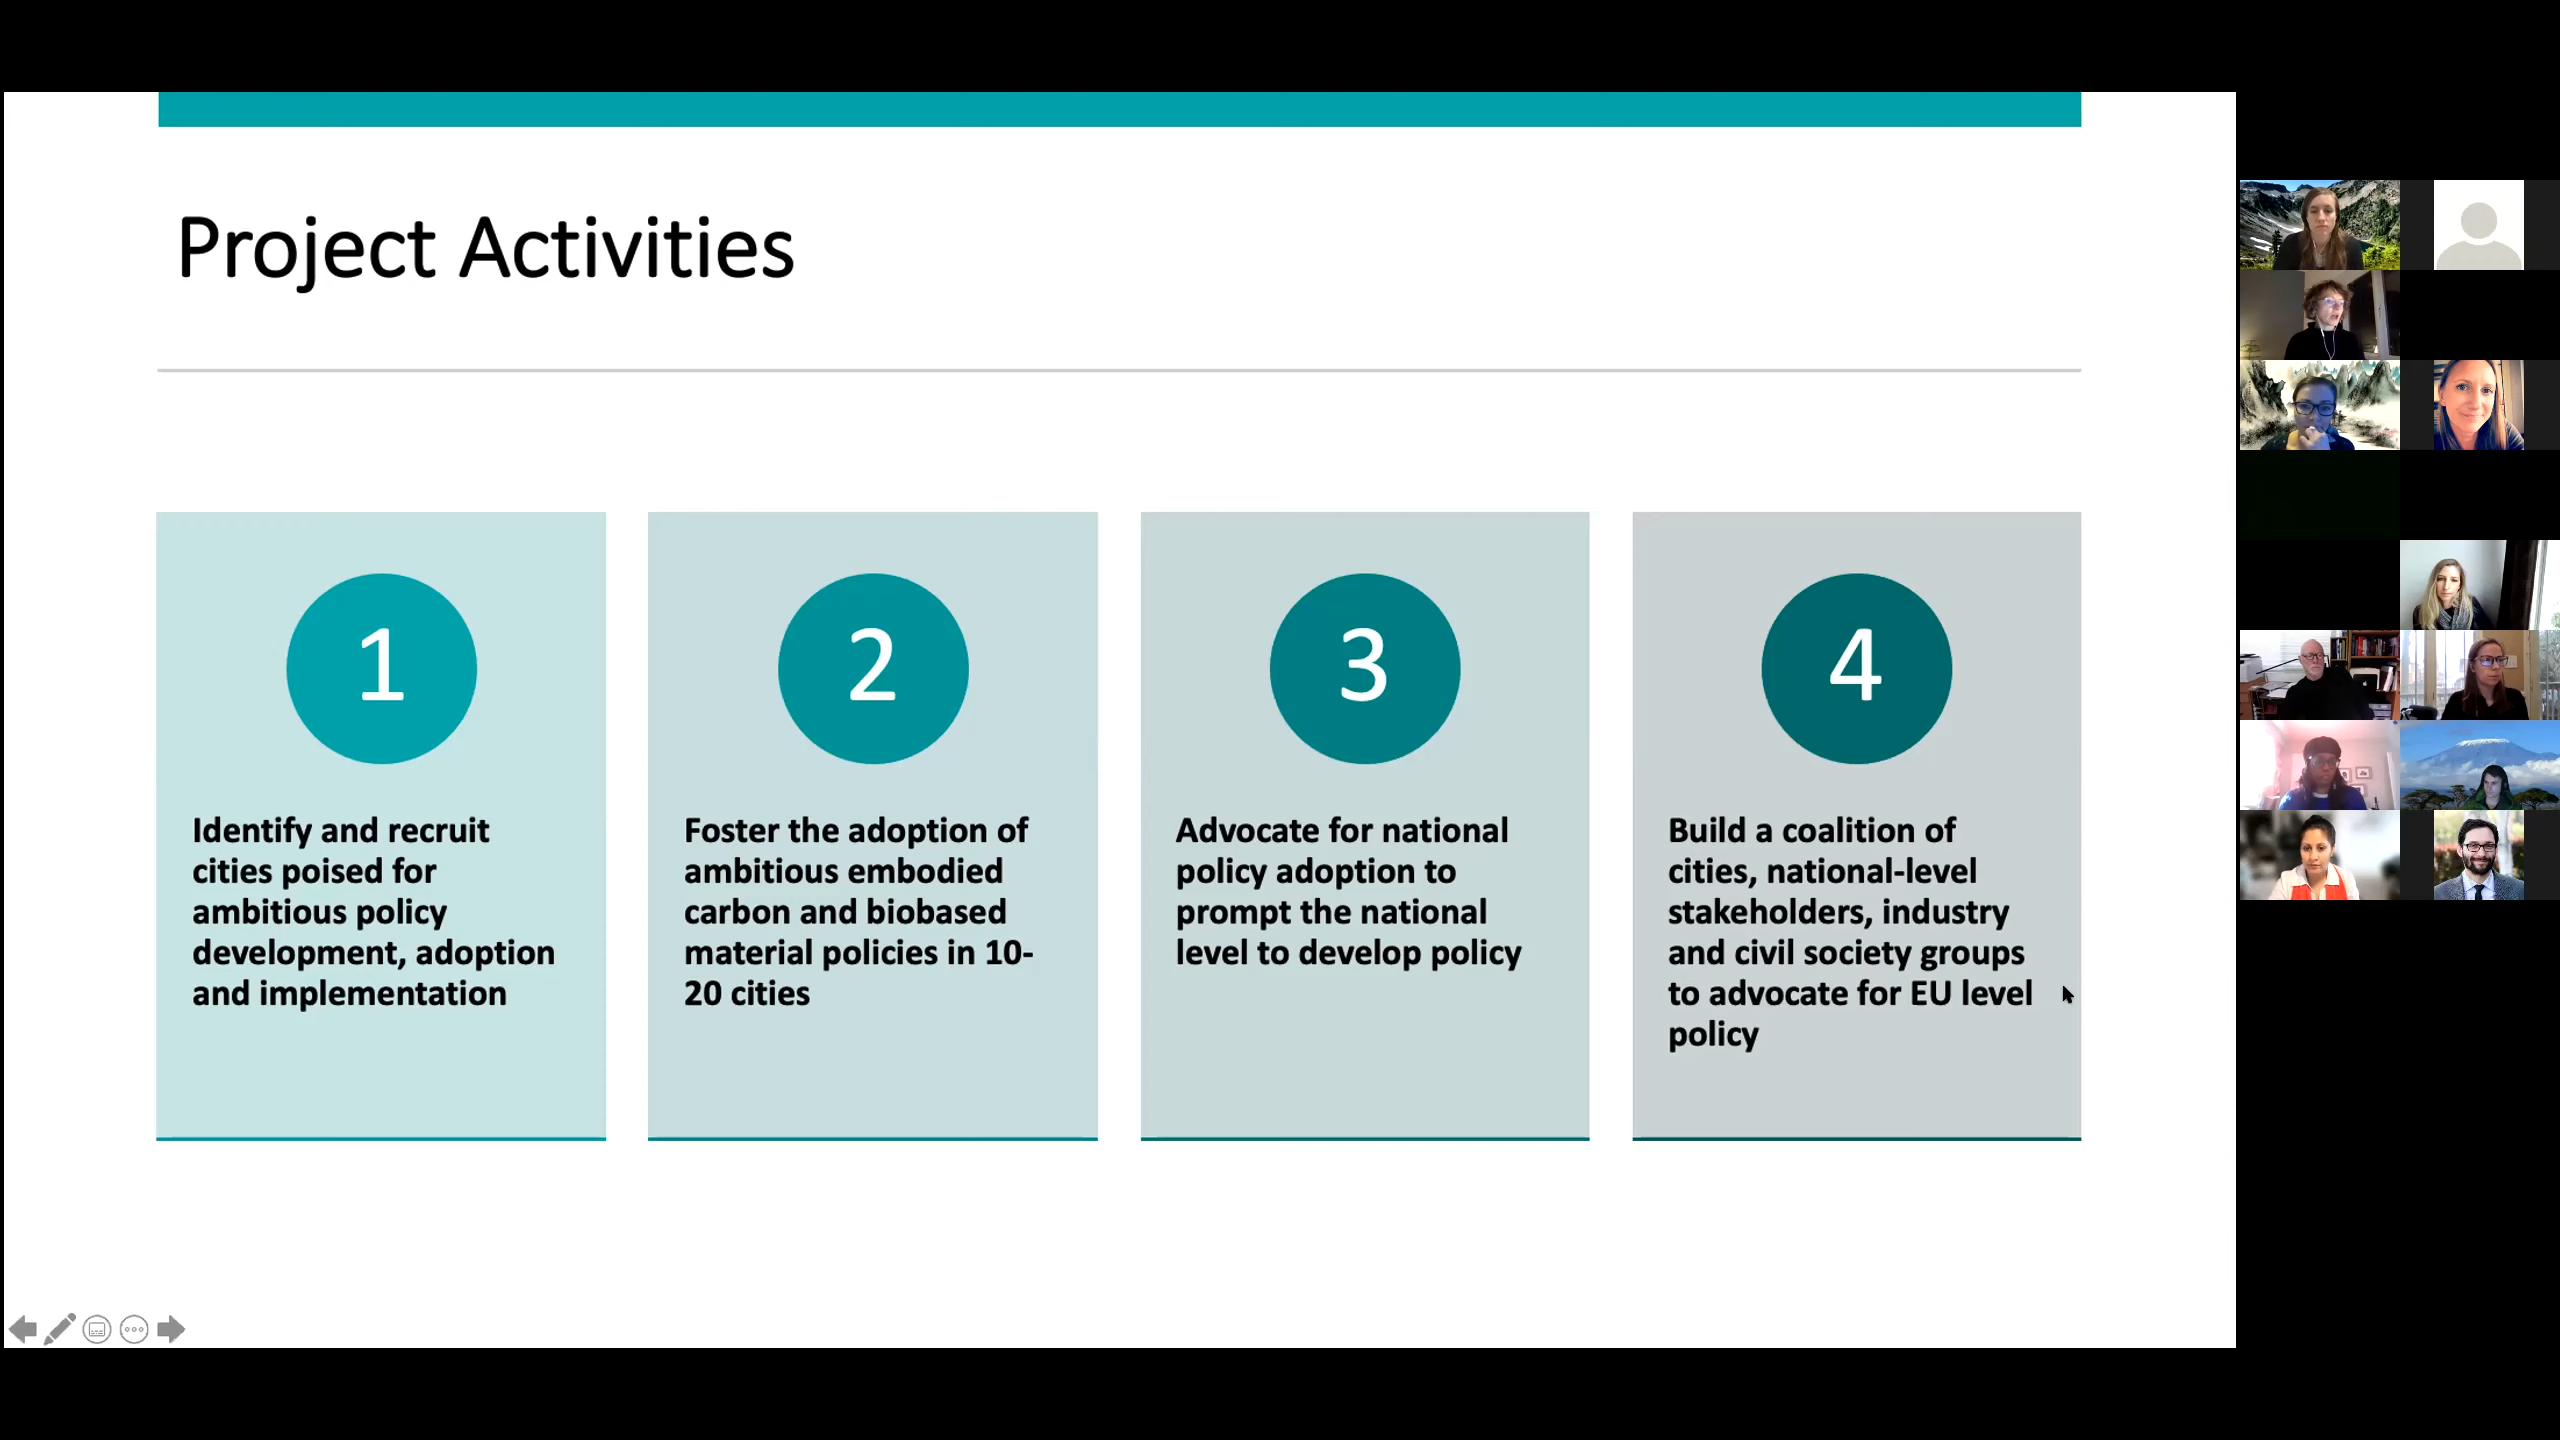 Project Activities
1
Identify and recruit
cities poised for
ambitious policy
development, adoption
and implementation
2
Foster the adoption of
ambitious embodied
carbon and biobased
material policies in 10-
20 cities
3
Advocate for national
policy adoption to
prompt the national
level to develop policy
4
Build a coalition of
cities, national-level
stakeholders, industry
and civil society groups
to advocate for EU level
policy